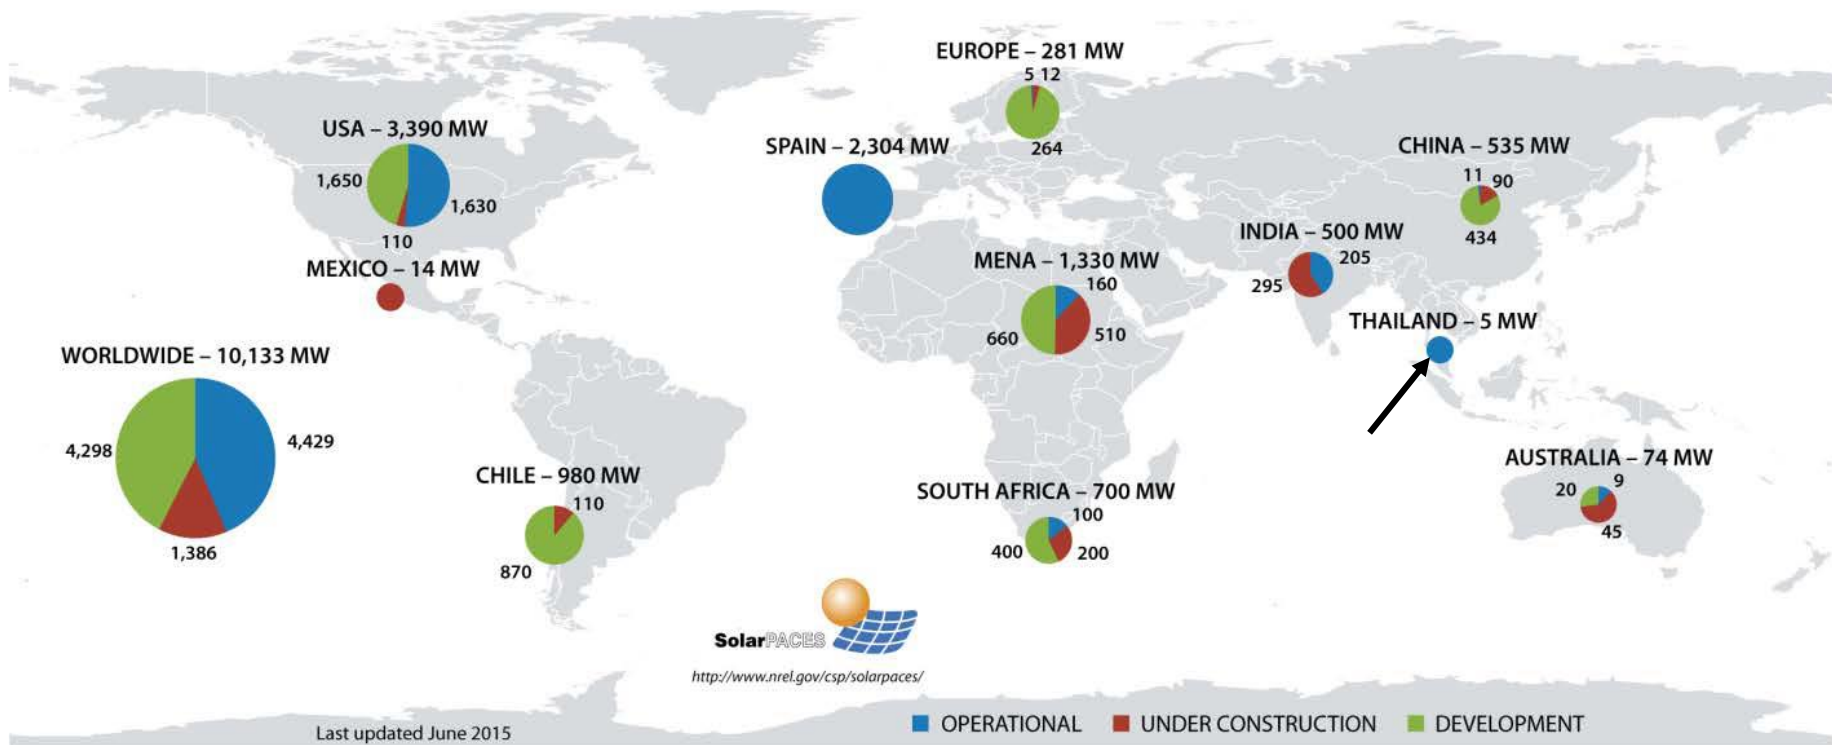 EUROPE – 281 MW
5 12
264
USA – 3,390 MW
1,650
1,630
110
SPAIN – 2,304 MW
CHINA – 535 MW
11 90
434
INDIA – 500 MW
205
295
MEXICO – 14 MW
MENA – 1,330 MW
160
660
510
THAILAND – 5 MW
WORLDWIDE – 10,133 MW
4,298
4,429
1,386
CHILE – 980 MW
110
870
SOUTH AFRICA – 700 MW
100
400
200
AUSTRALIA – 74 MW
20
9
45
SolarPACES
http://www.nrel.gov/csp/solarpaces/
Last updated June 2015
OPERATIONAL
UNDER CONSTRUCTION
DEVELOPMENT